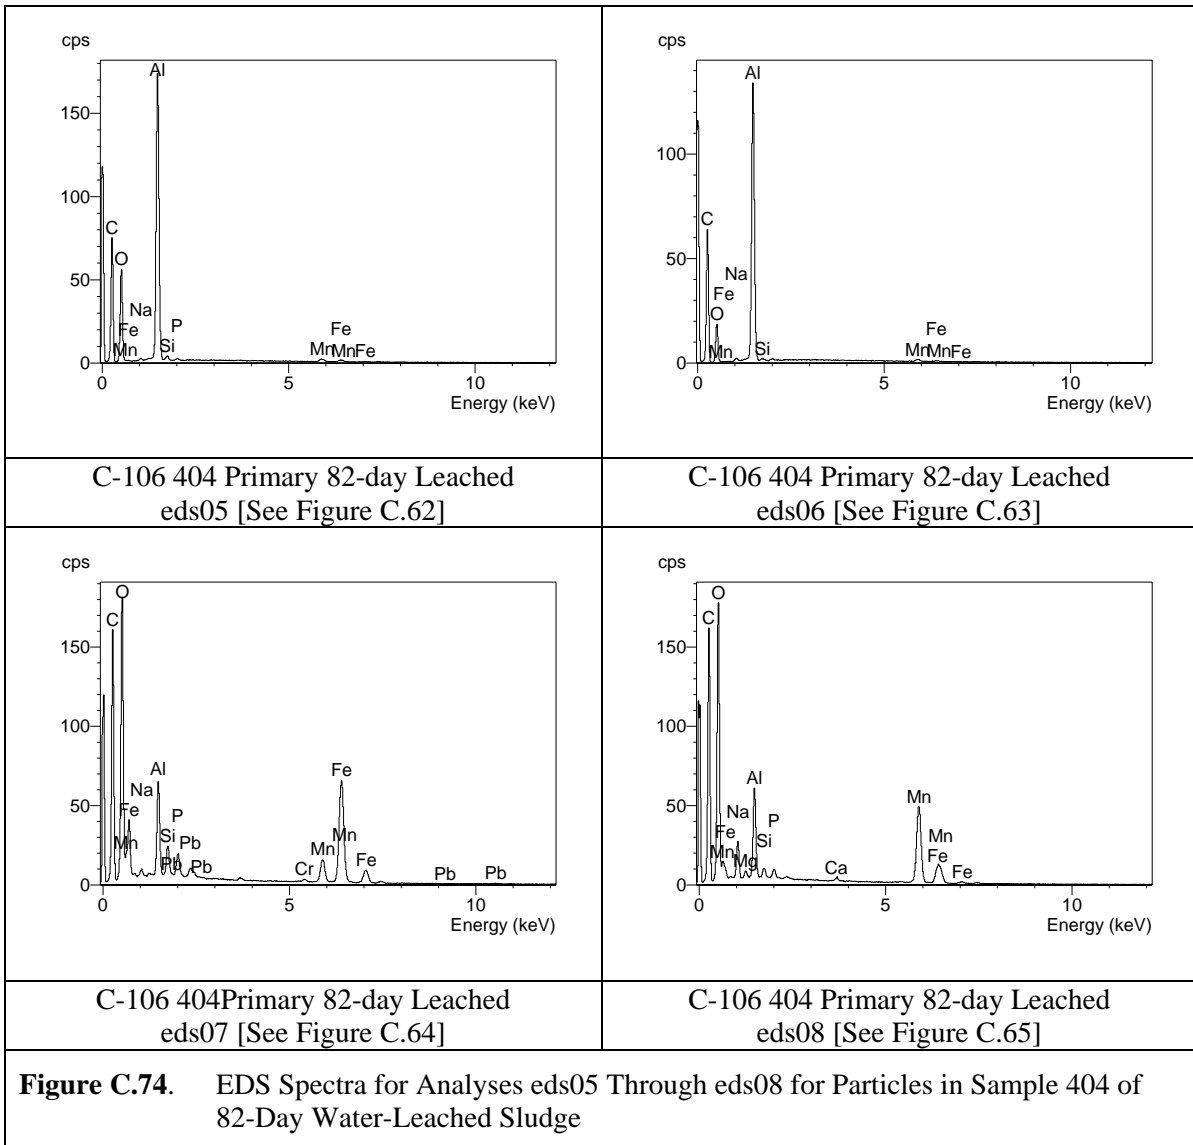 cps
Al
150
100
C
O
50
Na
Fe
P
Fe
Mn
Si
Mn
Mn
Fe
0
0
5
10
Energy (keV)
C-106 404 Primary 82-day Leached
eds05 [See Figure C.62]
cps
Al
100
C
50
Na
Fe
O
Fe
Mn
Si
Mn
Mn
Fe
0
0
5
10
Energy (keV)
C-106 404 Primary 82-day Leached
eds06 [See Figure C.63]
cps
O
C
150
100
Al
Fe
Na
50
Fe
P
Mn
Si
Pb
Mn
Mn
Pb
Pb
Cr
Fe
Pb
Pb
0
0
5
10
Energy (keV)
C-106 404Primary 82-day Leached
eds07 [See Figure C.64]
cps
O
C
150
100
Al
Mn
50
Na
P
Fe
Si
Mn
Mn
Mg
Fe
Ca
Fe
0
0
5
10
Energy (keV)
C-106 404 Primary 82-day Leached
eds08 [See Figure C.65]
Figure C.74. EDS Spectra for Analyses eds05 Through eds08 for Particles in Sample 404 of
82-Day Water-Leached Sludge